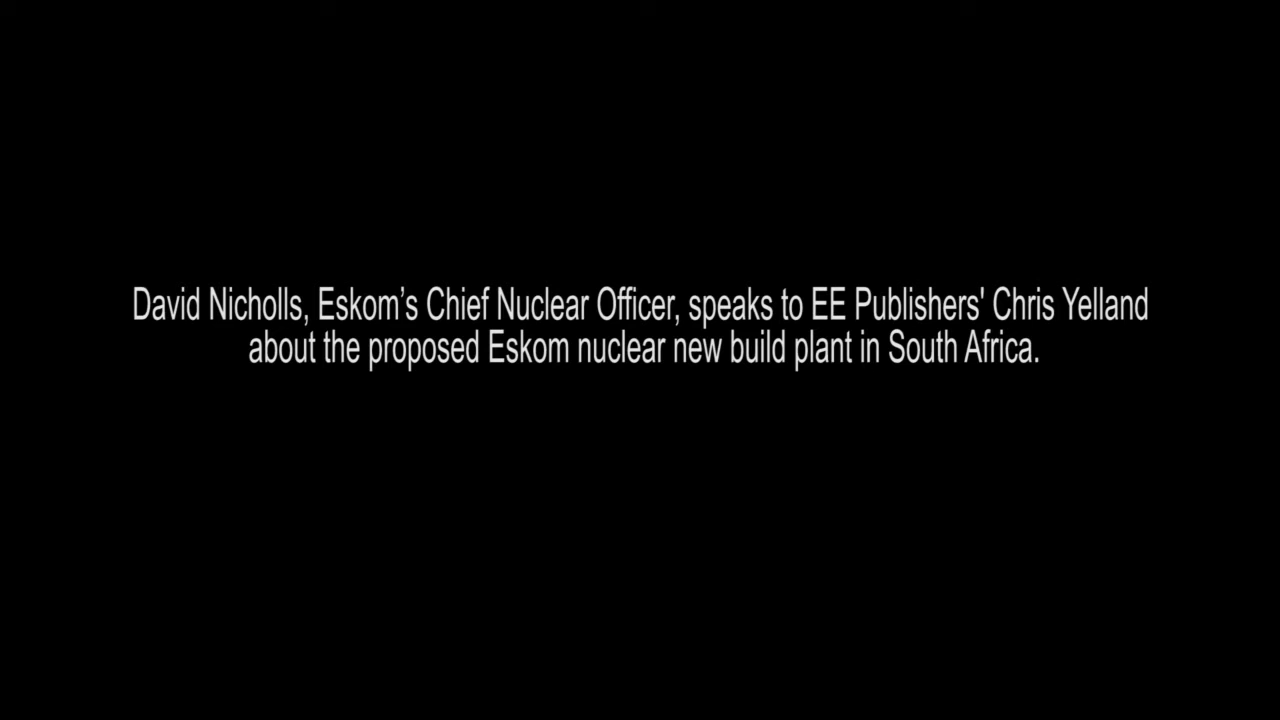 David Nicholls, Eskom’s Chief Nuclear Officer, speaks to EE Publishers' Chris Yelland
about the proposed Eskom nuclear new build plant in South Africa.